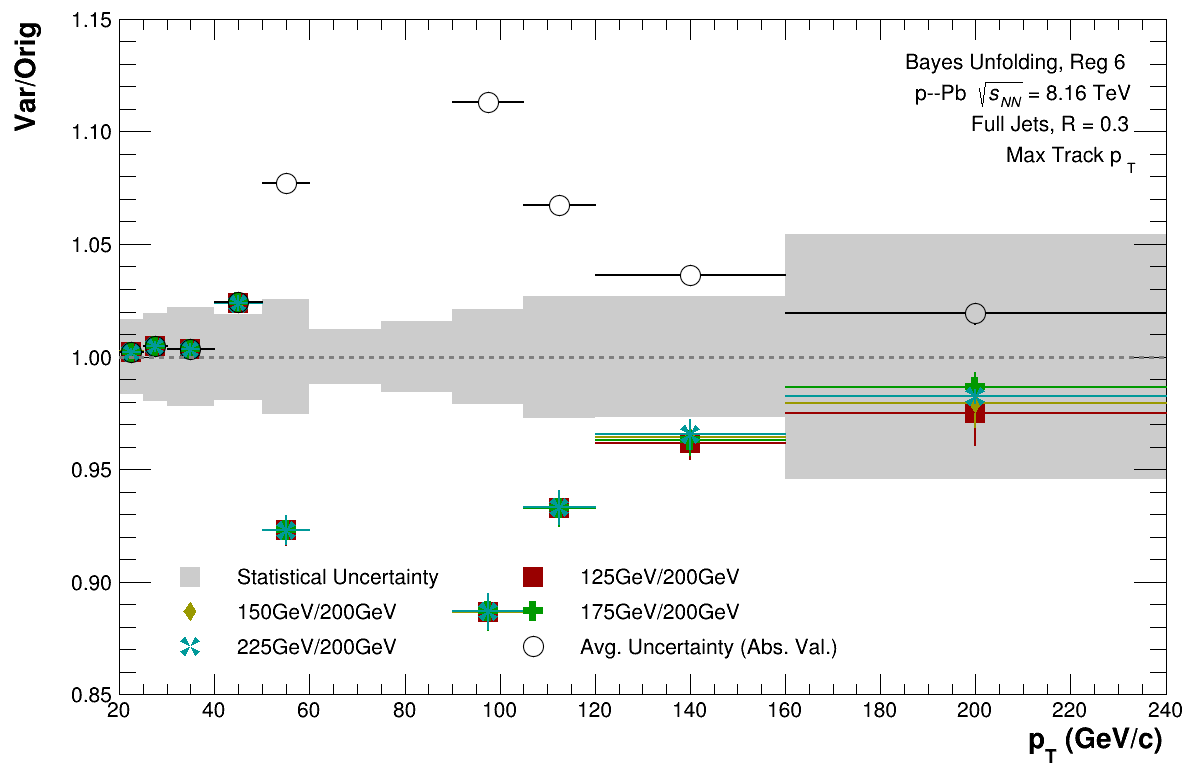 Var/Orig
1.15
1.10
1.05
1.00
0.95
0.90
0.85
Bayes Unfolding, Reg 6
p--Pb √sNN = 8.16 TeV
Full Jets, R = 0.3
Max Track pT
Statistical Uncertainty
125GeV/200GeV
150GeV/200GeV
175GeV/200GeV
225GeV/200GeV
Avg. Uncertainty (Abs. Val.)
20 40 60 80 100 120 140 160 180 200 220 240
pT (GeV/c)